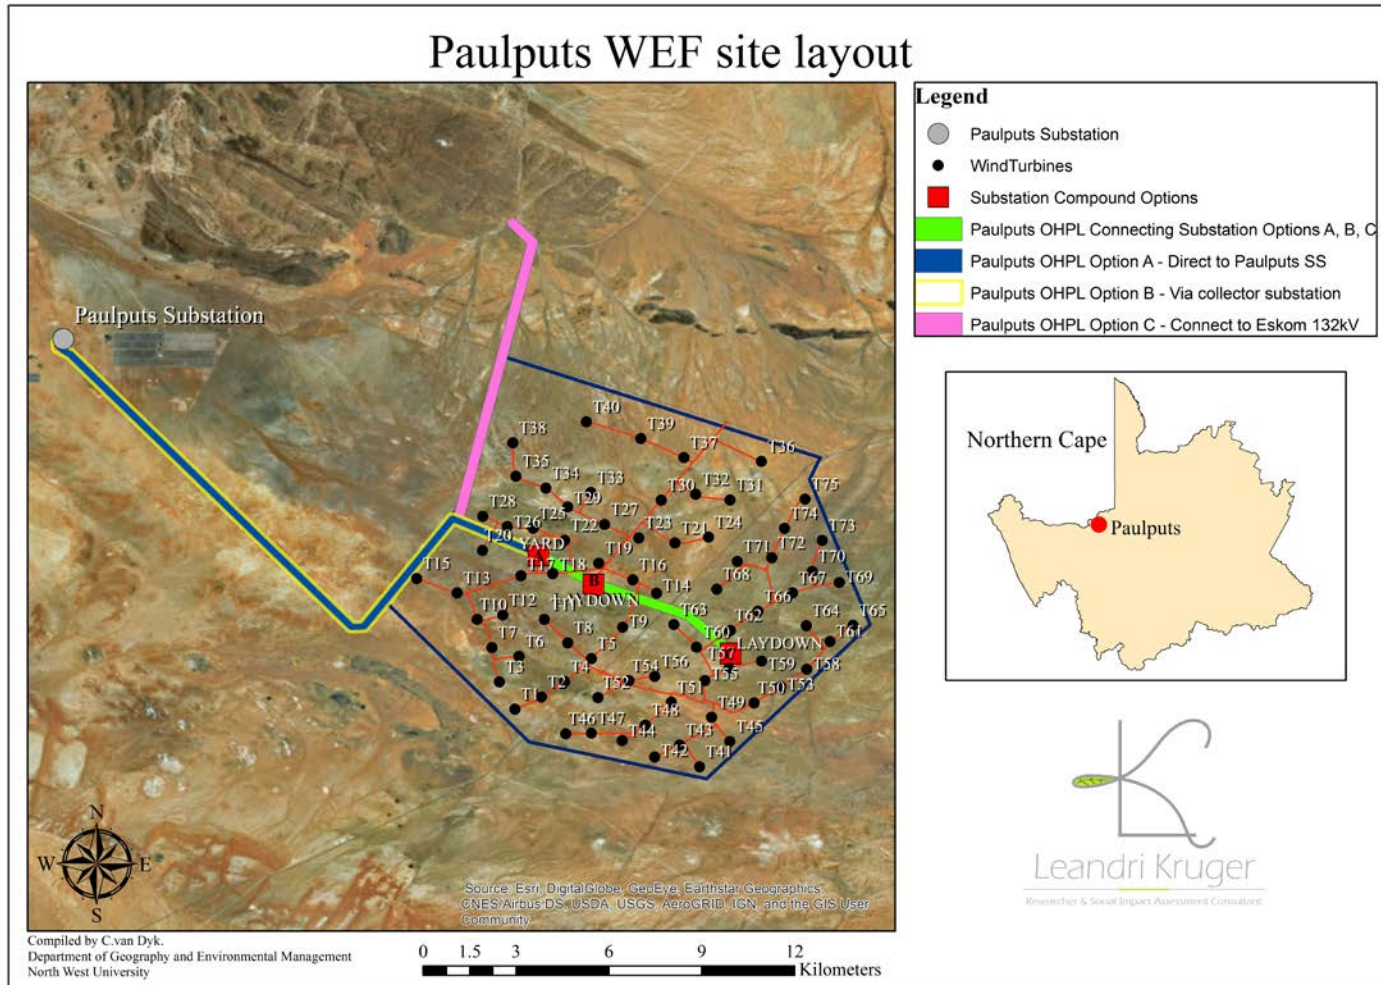 Paulputs WEF site layout
Legend
Paulputs Substation
WindTurbines
Substation Compound Options
Paulputs OHPL Connecting Substation Options A, B, C
Paulputs OHPL Option A - Direct to Paulputs SS
Paulputs OHPL Option B - Via collector substation
Paulputs OHPL Option C - Connect to Eskom 132kV
Paulputs Substation
T40
T39
T38
T37
T36
T35
T34 T33
T32
T31
T30
T75
T29
T28
T27
T74
T26 T25 T22
T23 T21 T24
T73
T20
YARD
A
T19
T71 T72
T70
T15
T17 T18
T16
T13
B
T14
T68
T67 T69
LAYDOWN
T12 T11
T10
T9
T63
T66
T62
T64 T65
T7 T6 T8 T5
T60
T61
LAYDOWN
T57
T56
T59
T58
T3
T4
T54
T55
T1 T2
T52
T51
T50 T53
T49
T46 T47
T48
T44
T43
T45
T42
T41
Northern Cape
Paulputs
N
W E
S
Source: Esri, DigitalGlobe, GeoEye, Earthstar Geographics,
CNES/Airbus DS, USDA, USGS, AeroGRID, IGN, and the GIS User
Community
Leandri Kruger
Researcher & Social Impact Assessment Consultant
Compiled by C.van Dyk.
Department of Geography and Environmental Management
North West University
0 1.5 3 6 9 12
Kilometers